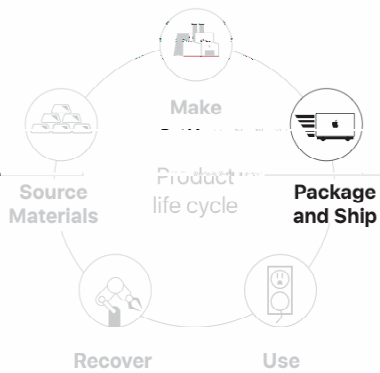 Make
Product
life cycle
Source
Materials
Package
and Ship
Recover
Use